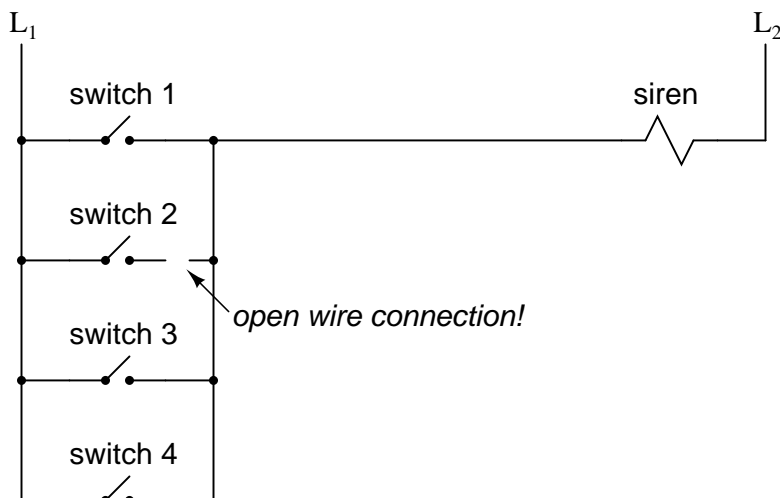 L1 L2
switch 1 siren
switch 2
open wire connection!
switch 3
switch 4